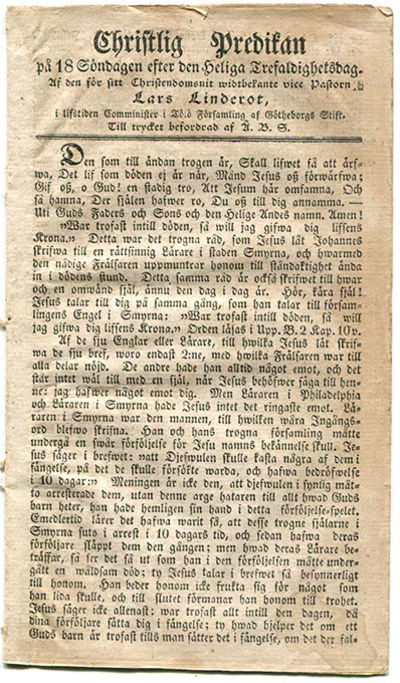 Christlig Predikan
på 18 Söndagen efter den Heliga Trefaldighetsdag.
Af den för sitt Christendomsnit widtbekante vice Pastorn
Lars Linderot,
i lifstiden Comminister i Tölö Församling af Götheborgs Stift.
Till trycket befordrad af A. B. S.
Den som till ändan trogen är, Skall lifwet få att ärf-
wa, Det lif som döden ej är när, Månd Jesus oß förwärfwa;
Gif oß, o Gud! en stadig tro, Att Jesum här omfamna, Och
så hamna, Der själen hafwer ro, Du oß till dig annamma. —
Uti Guds Faders och Sons och den Helige Andes namn. Amen!
"War trofast intill döden, så will jag gifwa dig liffens
Krona." Detta war det trogna råd, som Jesus lät Johannes
skrifwa till en rättsinnig Lärare i staden Smyrna, och hwarmed
den nådige Frälsaren uppmuntrar honom till ståndaktighet ända
in i dödens stund. Detta samma råd är också skrifwet till hwar
och en omwänd själ, ännu den dag i dag är. Hör, kära själ!
Jesus talar till dig på samma gång, som han talar till försam-
lingens Engel i Smyrna: "War trofast intill döden, så will
jag gifwa dig liffens Krona." Orden läsas i Upp. B. 2 Kap. 10 v.
Af de sju Englar eller Lärare, till hwilka Jesus lät skrif-
wa de sju bref, woro endast 2:ne, med hwilka Frälsaren war till
alla delar nöjd. De andre hade han alltid något emot, och det
står intet wäl till med en själ, när Jesus behöfwer säga till hen-
ne: jag hafwer något emot dig. Men Läraren i Philadelphia
och Läraren i Smyrna hade Jesus intet det ringaste emot. Lä-
raren i Smyrna war den mannen, till hwilken wåra Ingångs-
ord blefwo skrifna. Han och hans trogna församling måtte
undergå en swår förföljelse för Jesu namns bekännelse skull. Je-
sus säger i brefwet: "att Djefwulen skulle kasta några af dem i
fängelse, på det de skulle försökte warda, och hafwa bedröfwelse
i 10 dagar:" Meningen är icke den, att djefwulen i synlig måt-
to arresterade dem, utan denne arge hataren till allt hwad Guds
barn heter, han hade hemligen sin hand i detta förföljelse-spelet.
Emedlertid lärer det hafwa warit så, att desse trogne själarne i
Smyrna suto i arrest i 10 dagars tid, och sedan hafwa deras
förföljare släppt dem den gången; men hwad deras Lärare be-
träffar, så ser det så ut som han i den förföljelsen måtte under-
gått en wåldsam död; ty Jesus talar i brefwet så besynnerligt
till honom. Han beder honom icke frukta sig för något som
han lida skulle, och till slutet förmanar han honom till trohet.
Jesus säger icke allenast: war trofast allt intill den dagen, då
dina förföljare sätta dig i fängelse; ty hwad hjelper det om ett
Guds barn är trofast tills man sätter det i fängelse, om det der fal-